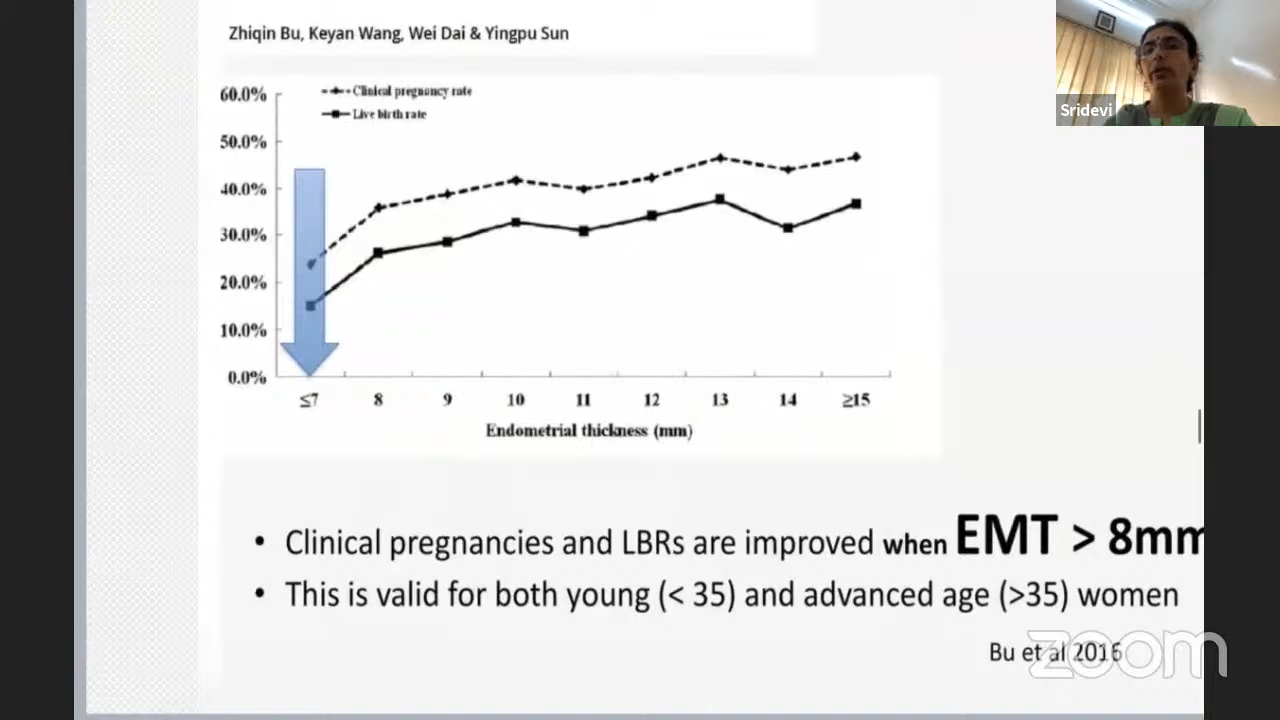 Zhiqin Bu, Keyan Wang, Wei Dai & Yingpu Sun
Sridevi
60.0%
50.0%
40.0%
30.0%
20.0%
10.0%
0.0%
Clinical pregnancy rate
Live birth rate
≤7 8 9 10 11 12 13 14 ≥15
Endometrial thickness (mm)
• Clinical pregnancies and LBRs are improved when EMT > 8mm
• This is valid for both young (< 35) and advanced age (>35) women
Bu et al 2016
zoom